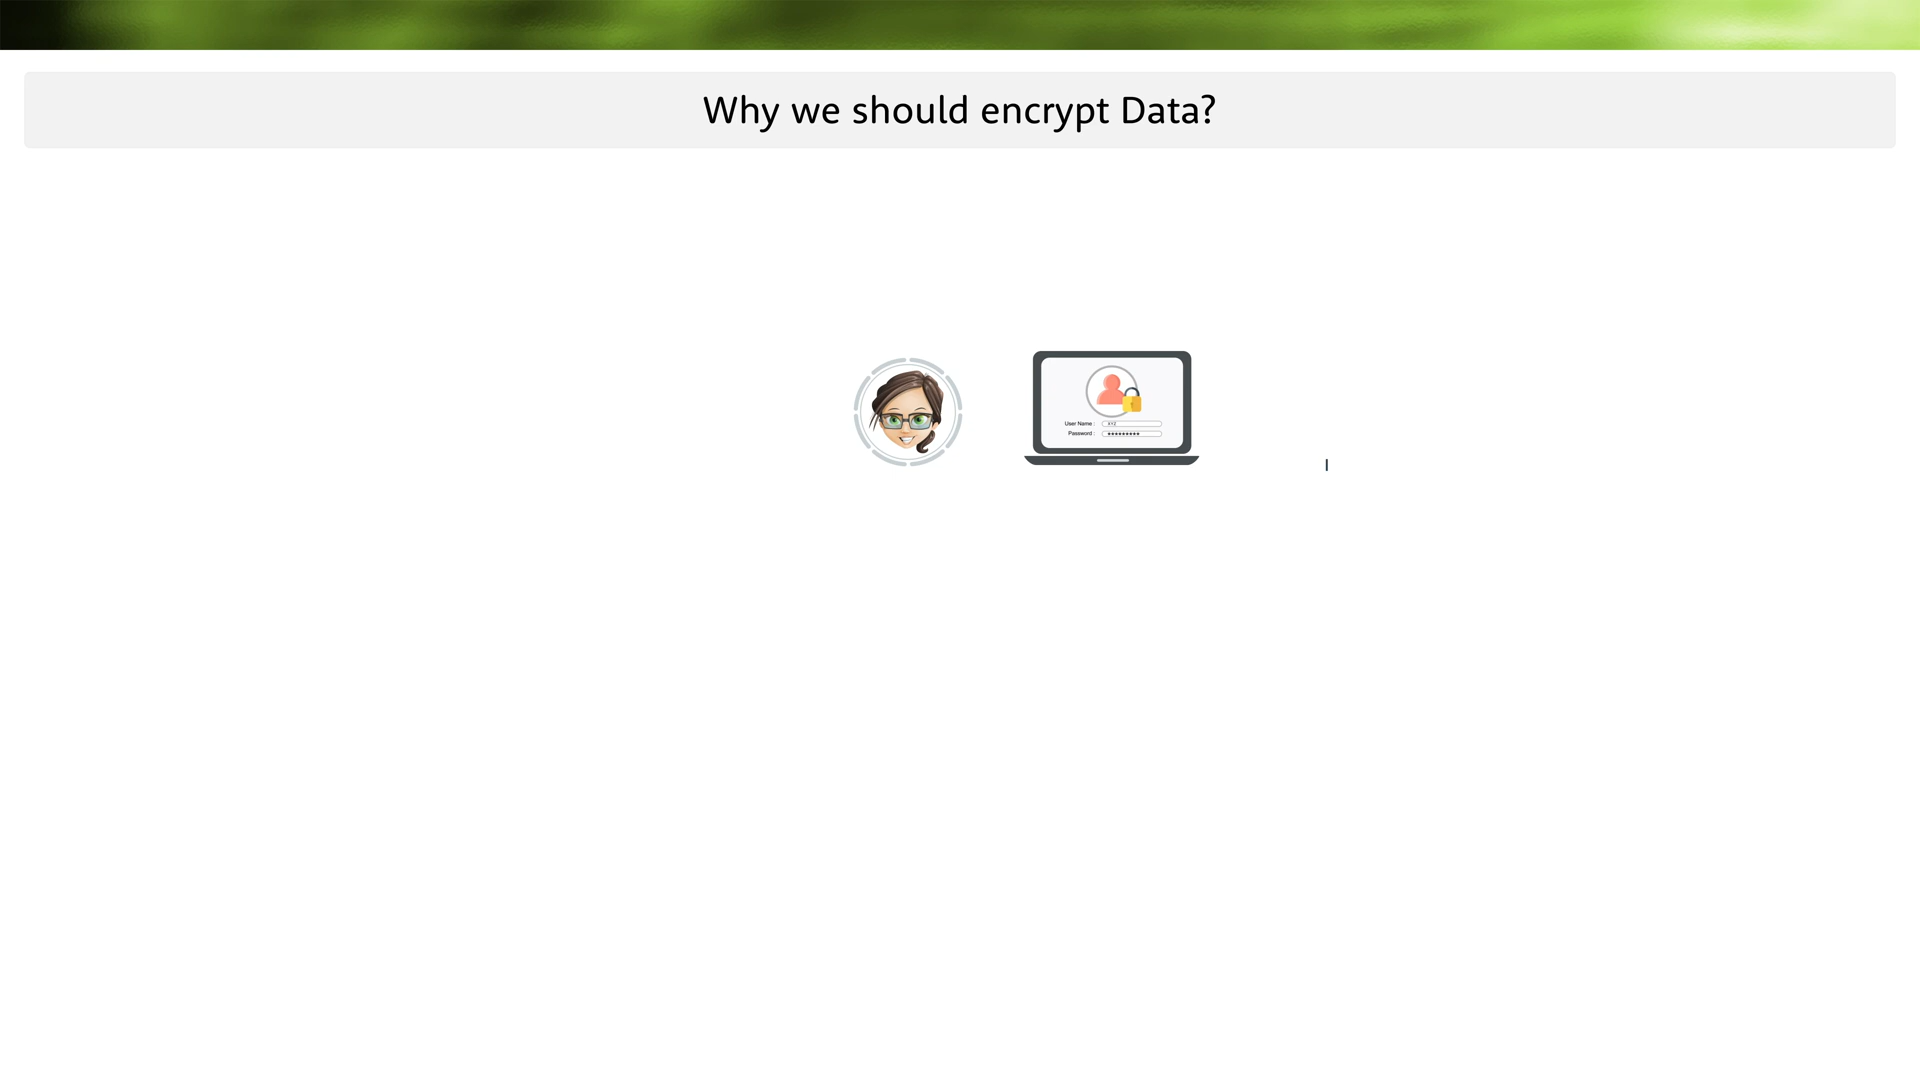 Why we should encrypt Data?
User Name : XYZ
Password : *********